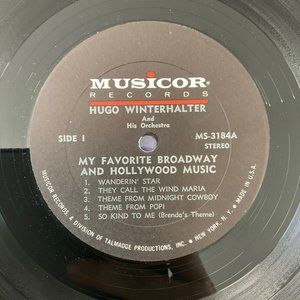 MUSICOR
RECORDS
HUGO WINTERHALTER
And
His Orchestra
SIDE 1
MS-3184A
STEREO
MY FAVORITE BROADWAY
AND HOLLYWOOD MUSIC
1. WANDERIN' STAR
2. THEY CALL THE WIND MARIA
3. THEME FROM MIDNIGHT COWBOY
4. THEME FROM POPI
5. SO KIND TO ME (Brenda's Theme)
MUSICOR RECORDS, A DIVISION OF TALMADGE PRODUCTIONS, INC. • NEW YORK, N.Y. • MADE IN U.S.A.